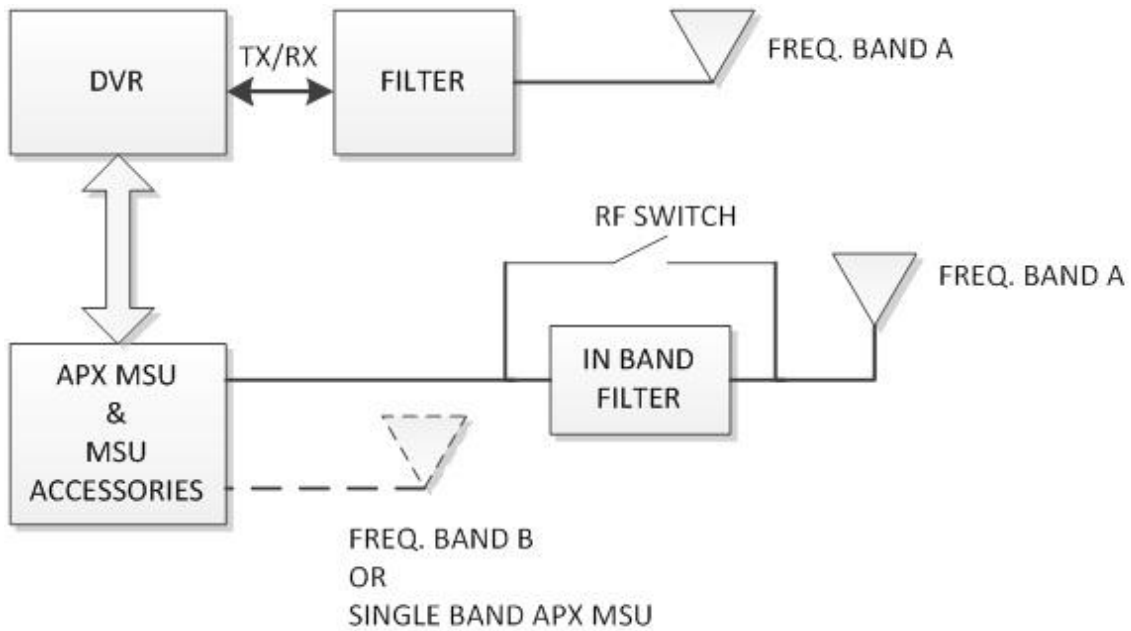 DVR
TX/RX
FILTER
FREQ. BAND A
RF SWITCH
FREQ. BAND A
IN BAND
FILTER
APX MSU
&
MSU
ACCESSORIES
FREQ. BAND B
OR
SINGLE BAND APX MSU